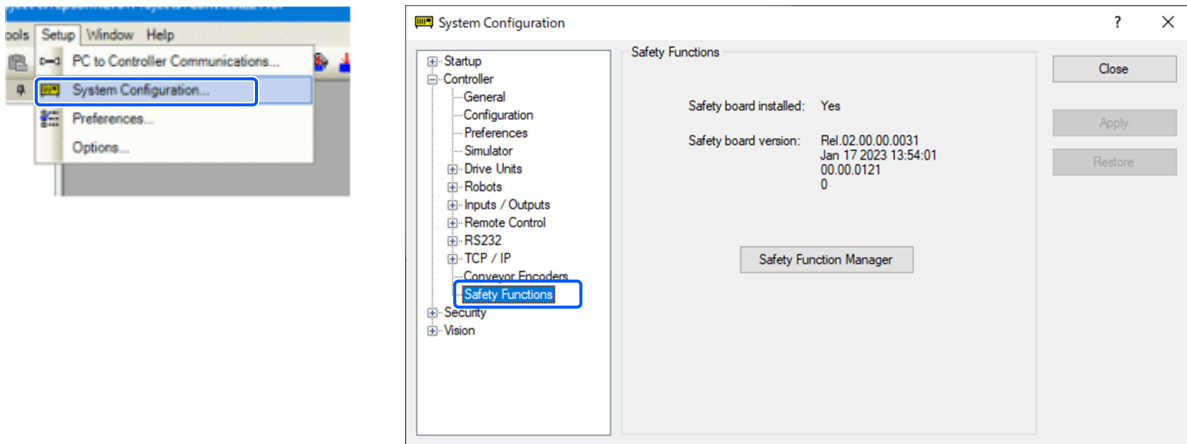 Setup Window Help
PC to Controller Communications...
System Configuration...
Preferences...
Options...
System Configuration
Startup
Controller
General
Configuration
Preferences
Simulator
Drive Units
Robots
Inputs / Outputs
Remote Control
RS232
TCP / IP
Conveyor Encoders
Safety Functions
Security
Vision
Safety Functions
Safety board installed: Yes
Safety board version: Rel.02.00.00.0031
Jan 17 2023 13:54:01
00.00.0121
0
Safety Function Manager
Close
Apply
Restore